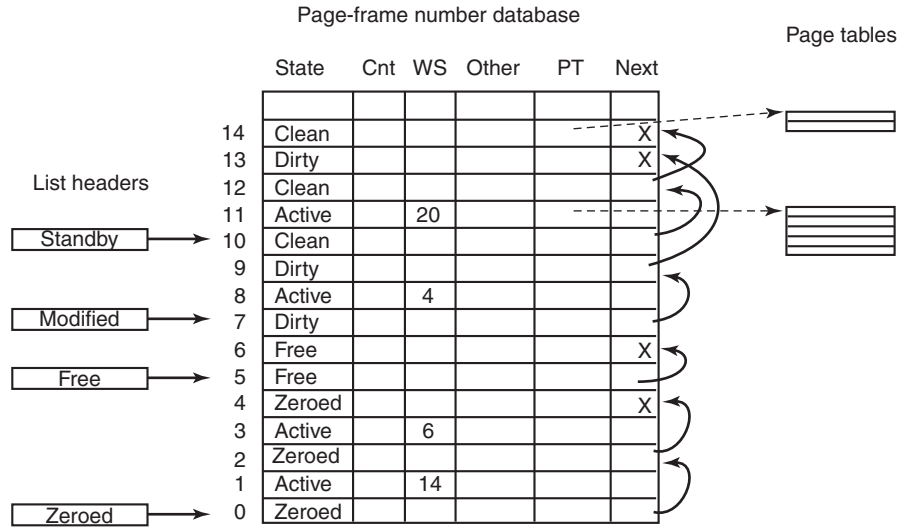 Page-frame number database
Page tables
State Cnt WS Other PT Next
14 Clean X
13 Dirty X
List headers
12 Clean
11 Active 20
Standby 10 Clean
9 Dirty
8 Active 4
Modified 7 Dirty
6 Free X
Free 5 Free
4 Zeroed X
3 Active 6
2 Zeroed
1 Active 14
Zeroed 0 Zeroed